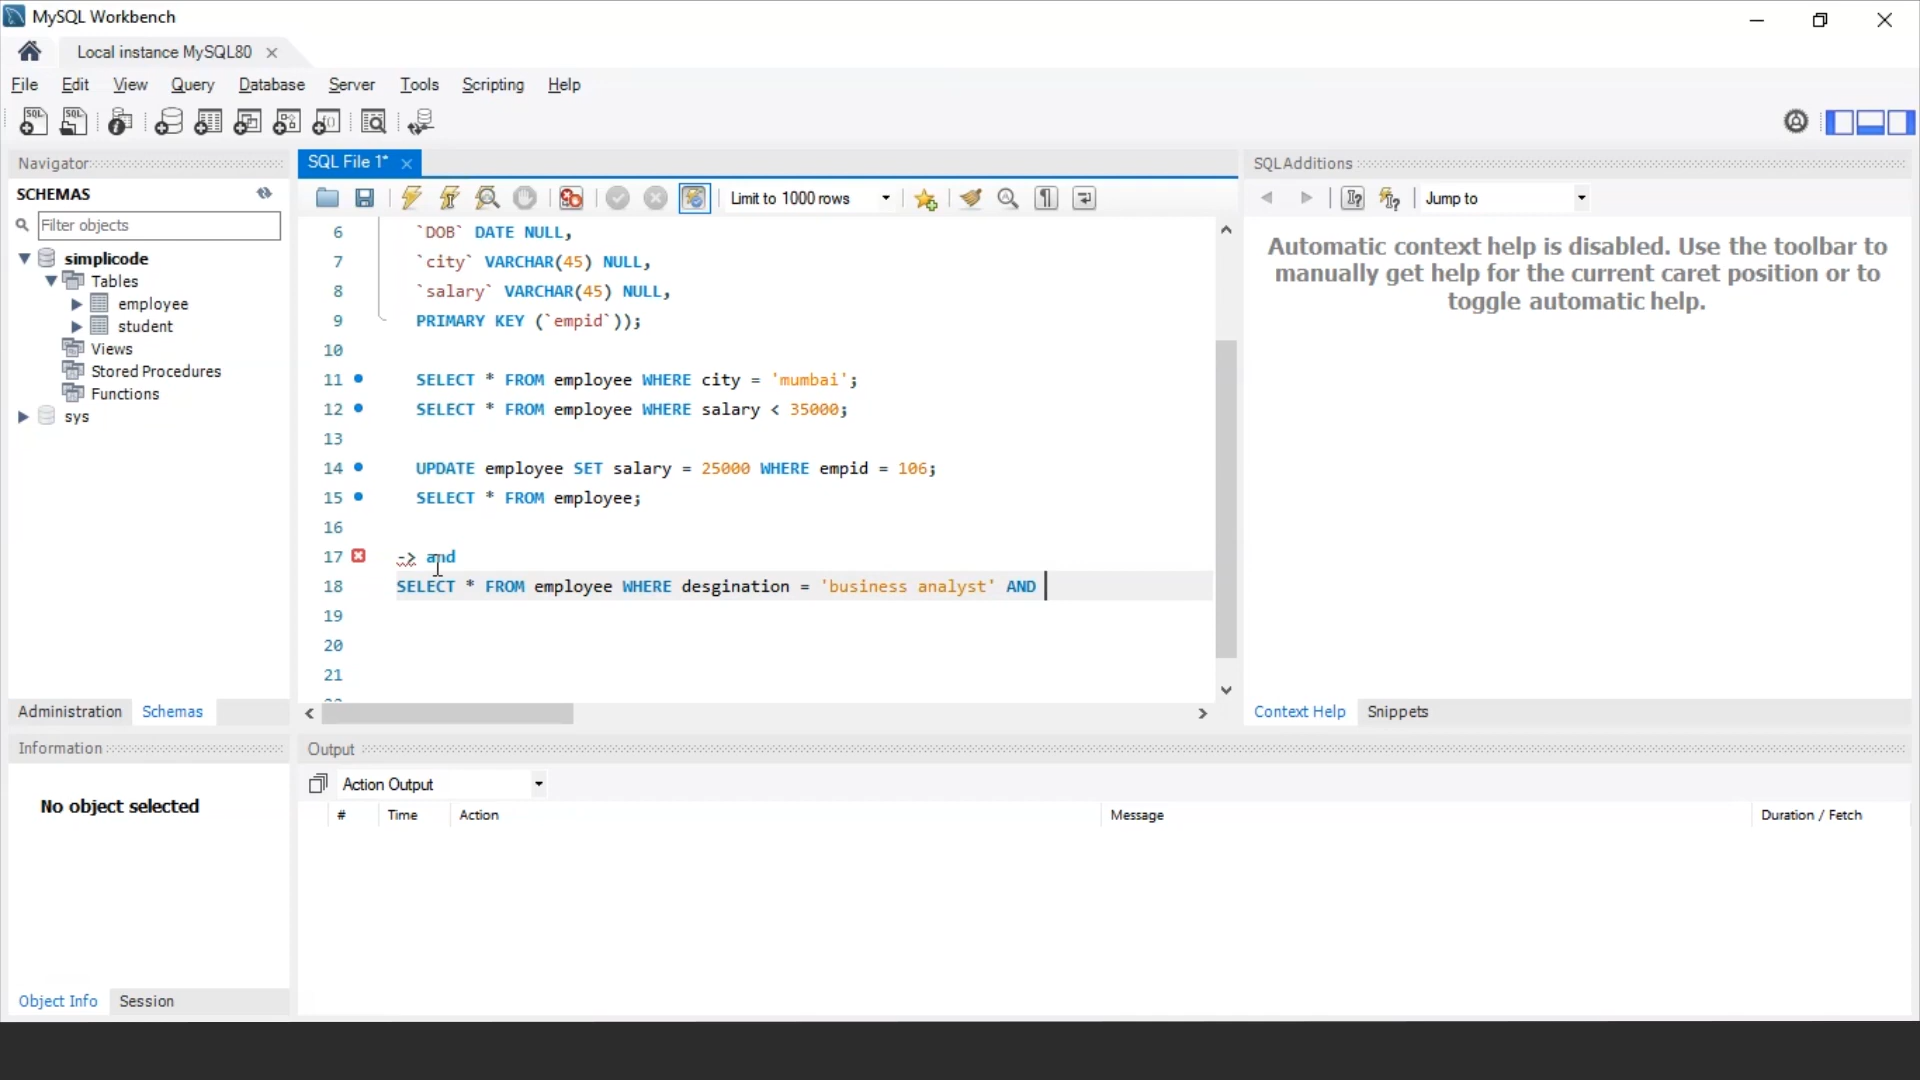 MySQL Workbench
Local instance MySQL80
File Edit View Query Database Server Tools Scripting Help
Navigator
SCHEMAS
Filter objects
simplicode
Tables
employee
student
Views
Stored Procedures
Functions
sys
Administration Schemas
Information
No object selected
Object Info Session
SQL File 1*
Limit to 1000 rows
6 `DOB` DATE NULL,
7 `city` VARCHAR(45) NULL,
8 `salary` VARCHAR(45) NULL,
9 PRIMARY KEY (`empid`));
10
11 SELECT * FROM employee WHERE city = 'mumbai';
12 SELECT * FROM employee WHERE salary < 35000;
13
14 UPDATE employee SET salary = 25000 WHERE empid = 106;
15 SELECT * FROM employee;
16
17 -> and
18 SELECT * FROM employee WHERE desgination = 'business analyst' AND
19
20
21
SQLAdditions
Jump to
Automatic context help is disabled. Use the toolbar to
manually get help for the current caret position or to
toggle automatic help.
Context Help Snippets
Output
Action Output
# Time Action Message Duration / Fetch